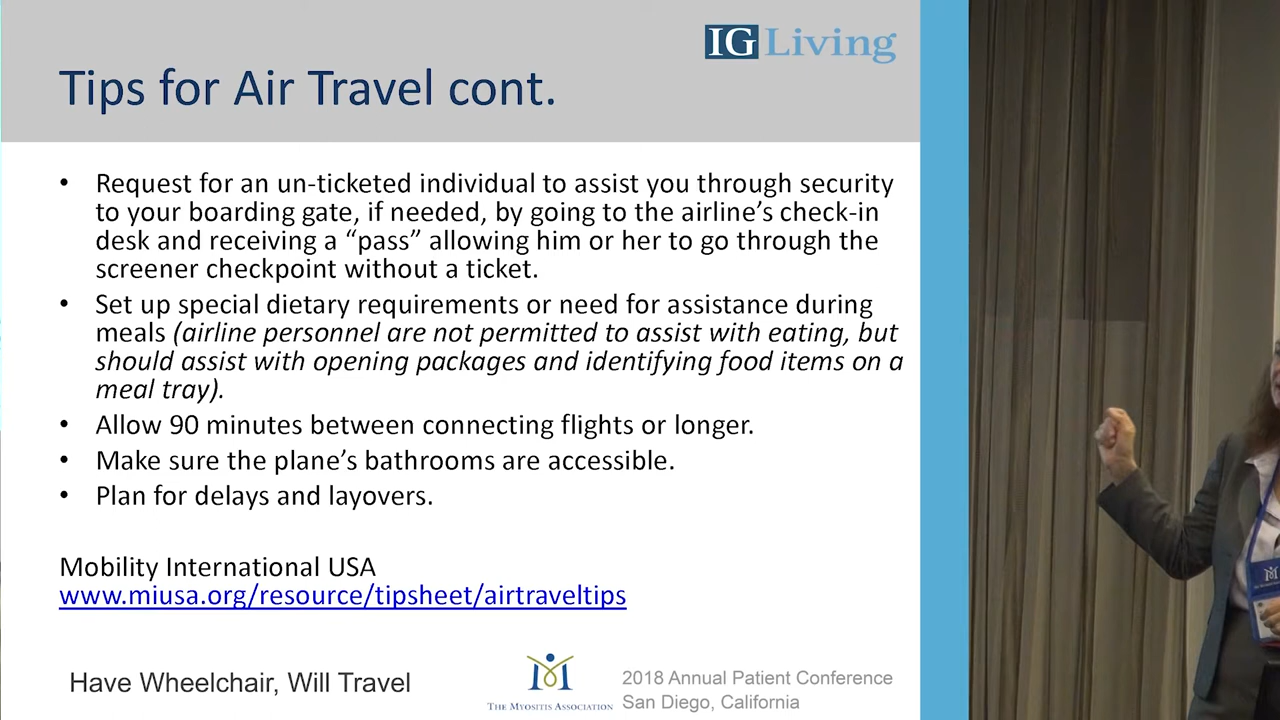 IG Living
Tips for Air Travel cont.
• Request for an un-ticketed individual to assist you through security
to your boarding gate, if needed, by going to the airline’s check-in
desk and receiving a “pass” allowing him or her to go through the
screener checkpoint without a ticket.
• Set up special dietary requirements or need for assistance during
meals (airline personnel are not permitted to assist with eating, but
should assist with opening packages and identifying food items on a
meal tray).
• Allow 90 minutes between connecting flights or longer.
• Make sure the plane’s bathrooms are accessible.
• Plan for delays and layovers.
Mobility International USA
www.miusa.org/resource/tipsheet/airtraveltips
Have Wheelchair, Will Travel
THE MYOSITIS ASSOCIATION
2018 Annual Patient Conference
San Diego, California